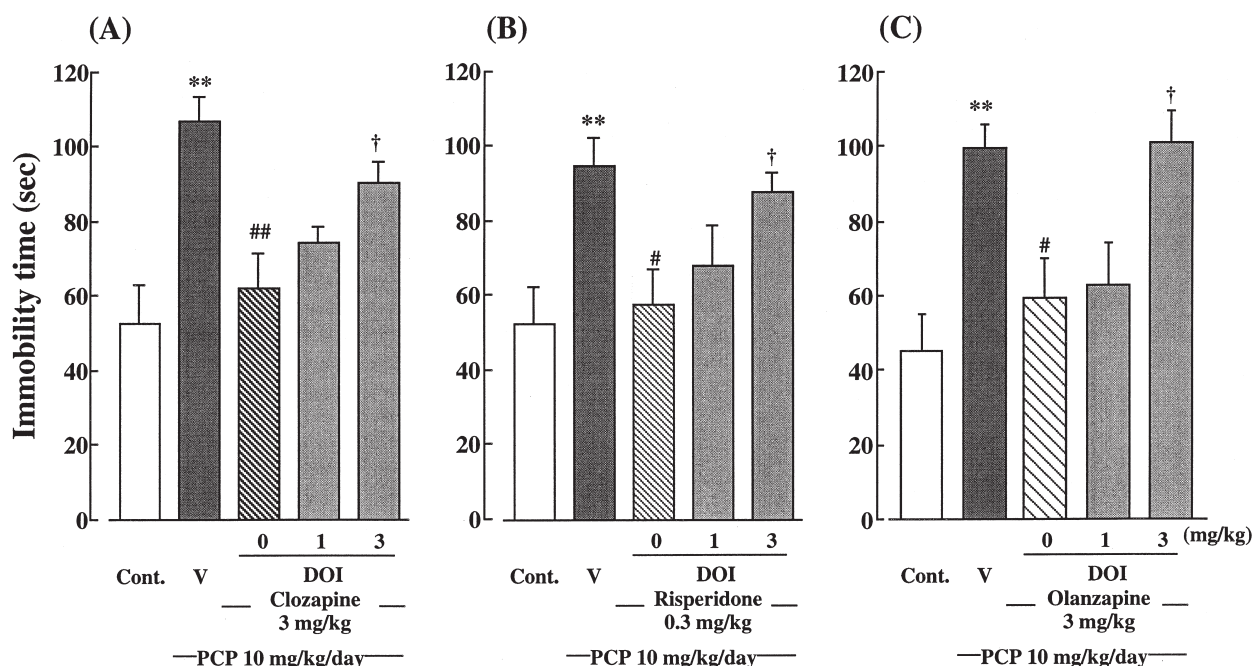 (A)
(B)
(C)
Immobility time (sec)
120
100
80
60
40
20
0
**
##
†
0 1 3
Cont. V DOI
Clozapine
3 mg/kg
PCP 10 mg/kg/day
120
100
80
60
40
20
0
**
#
†
0 1 3
Cont. V DOI
Risperidone
0.3 mg/kg
PCP 10 mg/kg/day
120
100
80
60
40
20
0
**
#
†
0 1 3 (mg/kg)
Cont. V DOI
Olanzapine
3 mg/kg
PCP 10 mg/kg/day